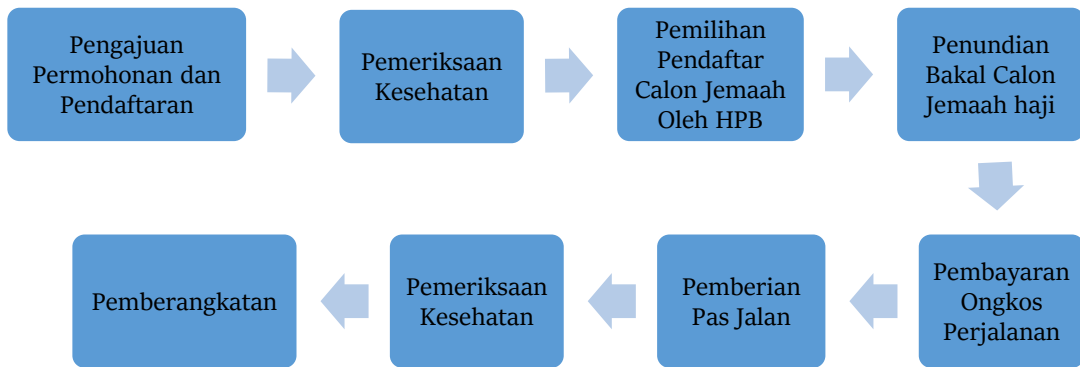 Pengajuan
Permohonan dan
Pendaftaran
Pemeriksaan
Kesehatan
Pemilihan
Pendaftar
Calon Jemaah
Oleh HPB
Penundian
Bakal Calon
Jemaah haji
Pembayaran
Ongkos
Perjalanan
Pemberian
Pas Jalan
Pemeriksaan
Kesehatan
Pemberangkatan